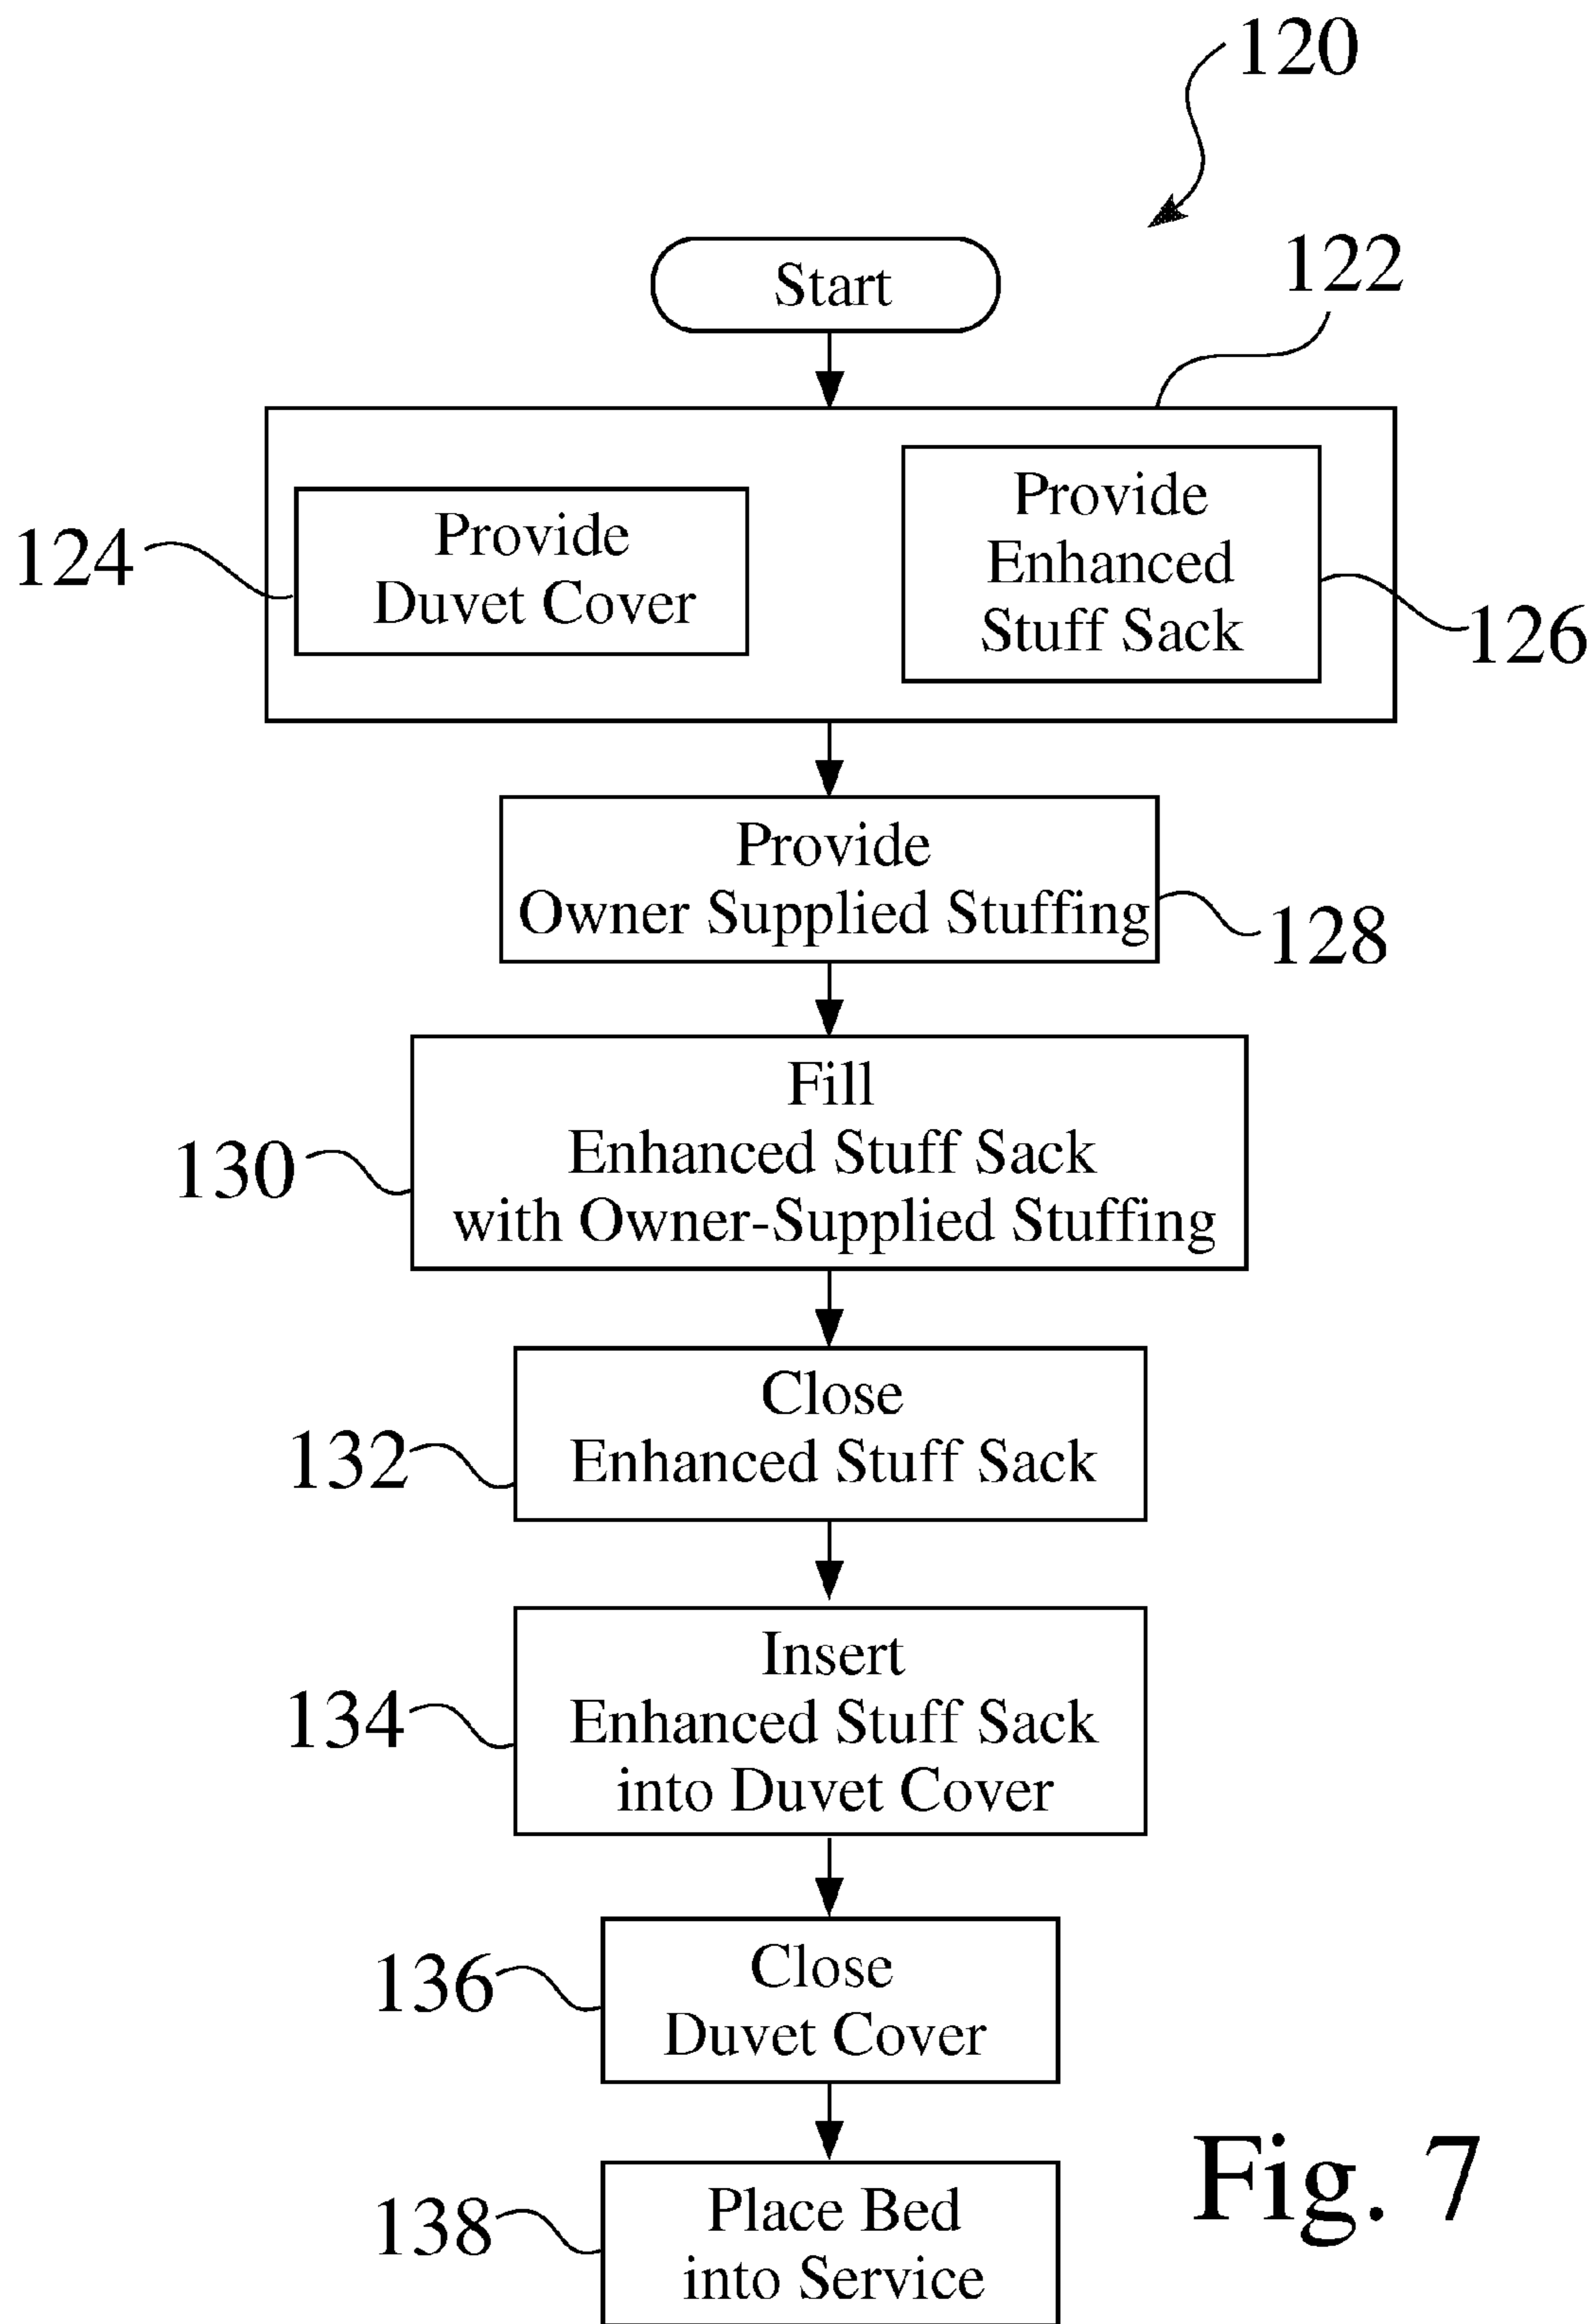 120
Start
122
Provide
Duvet Cover
124
Provide
Enhanced
Stuff Sack
126
Provide
Owner Supplied Stuffing
128
Fill
Enhanced Stuff Sack
with Owner-Supplied Stuffing
130
Close
Enhanced Stuff Sack
132
Insert
Enhanced Stuff Sack
into Duvet Cover
134
Close
Duvet Cover
136
Place Bed
into Service
138
Fig. 7